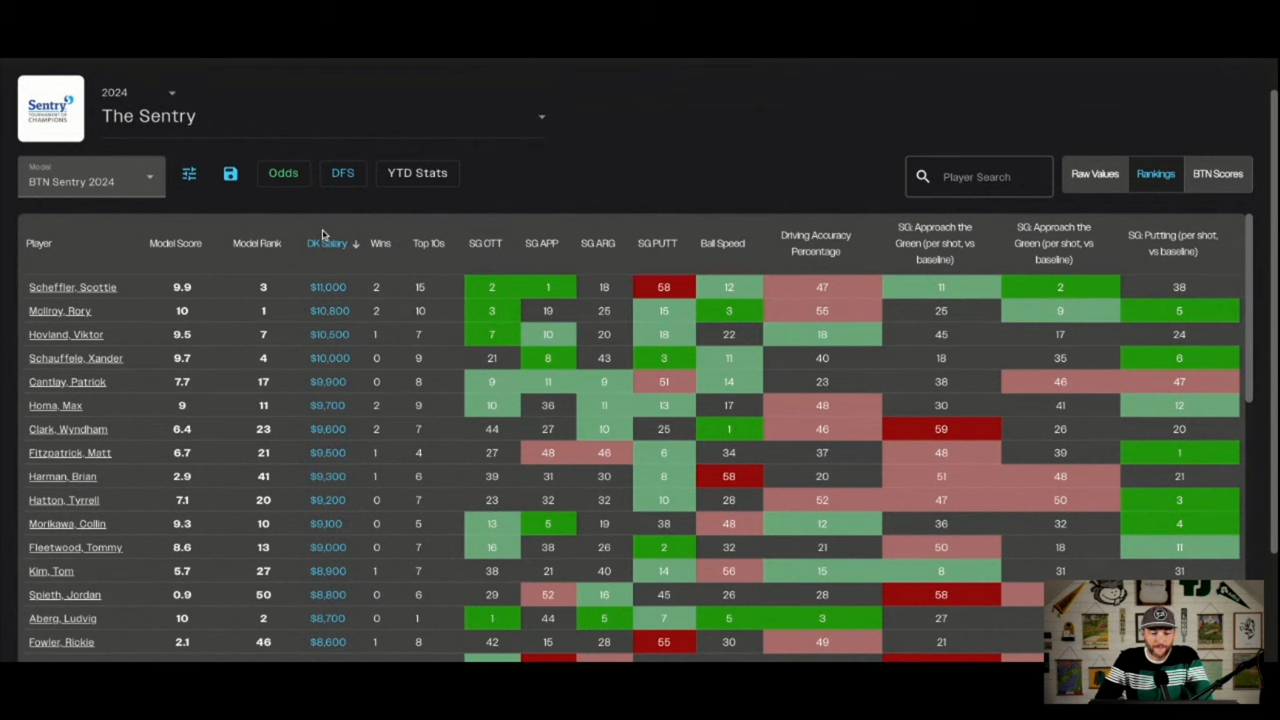 2024
Sentry
TOURNAMENT OF
CHAMPIONS
The Sentry
Model
BTN Sentry 2024
Odds DFS YTD Stats
Player Search
Raw Values Rankings BTN Scores
Player Model Score Model Rank DK Salary Wins Top 10s SG OTT SG APP SG ARG SG PUTT Ball Speed Driving Accuracy Percentage SG: Approach the Green (per shot, vs baseline) SG: Approach the Green (per shot, vs baseline) SG: Putting (per shot, vs baseline)
Scheffler, Scottie 9.9 3 $11,000 2 15 2 1 18 58 12 47 11 2 38
McIlroy, Rory 10 1 $10,800 2 10 3 19 25 15 3 55 25 9 5
Hovland, Viktor 9.5 7 $10,500 1 7 7 10 20 18 22 18 45 17 24
Schauffele, Xander 9.7 4 $10,000 0 9 21 8 43 3 11 40 18 35 6
Cantlay, Patrick 7.7 17 $9,900 0 8 9 11 9 51 14 23 38 46 47
Homa, Max 9 11 $9,700 2 9 10 36 11 13 17 48 30 41 12
Clark, Wyndham 6.4 23 $9,600 2 7 44 27 10 25 1 46 59 26 20
Fitzpatrick, Matt 6.7 21 $9,500 1 4 27 48 46 6 34 37 48 39 1
Harman, Brian 2.9 41 $9,300 1 6 39 31 30 8 58 20 51 48 21
Hatton, Tyrrell 7.1 20 $9,200 0 7 23 32 32 10 28 52 47 50 3
Morikawa, Collin 9.3 10 $9,100 0 5 13 5 19 38 48 12 36 32 4
Fleetwood, Tommy 8.6 13 $9,000 0 7 16 38 26 2 32 21 50 18 11
Kim, Tom 5.7 27 $8,900 1 7 38 21 40 14 56 15 8 31 31
Spieth, Jordan 0.9 50 $8,800 0 6 29 52 16 45 26 28 58
Aberg, Ludvig 10 2 $8,700 0 1 1 44 5 7 5 3 27
Fowler, Rickie 2.1 46 $8,600 1 8 42 15 28 55 30 49 21